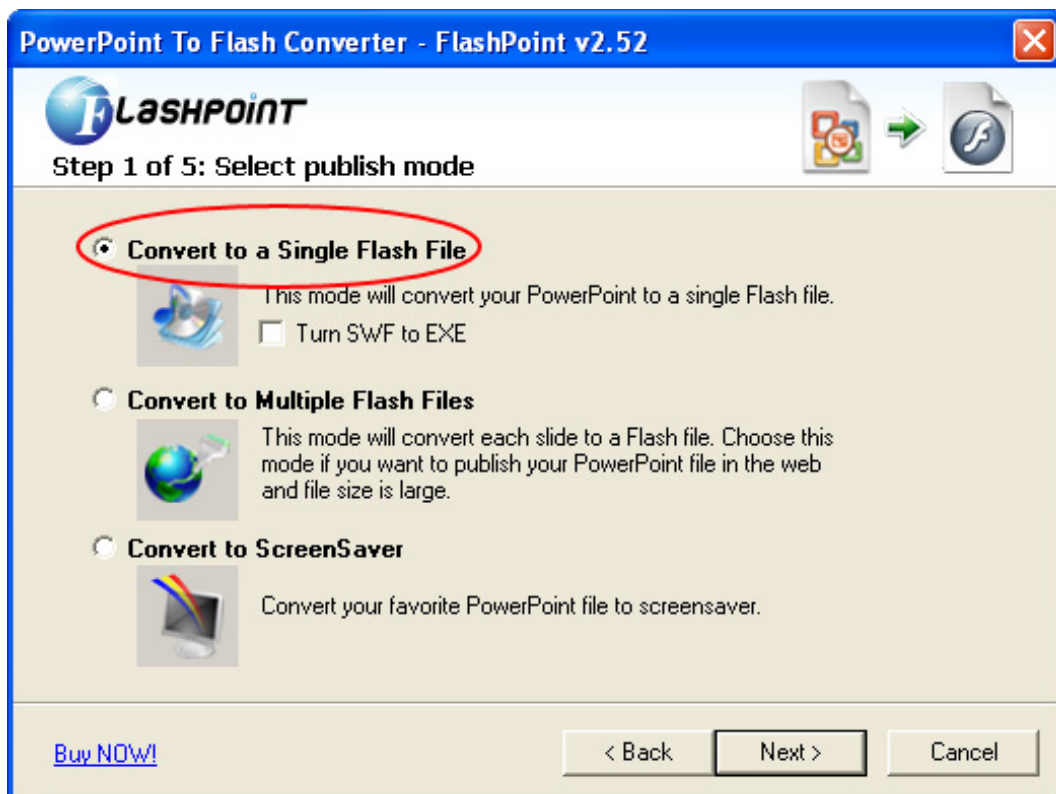 PowerPoint To Flash Converter - FlashPoint v2.52
FLASHPOINT
Step 1 of 5: Select publish mode
Convert to a Single Flash File
This mode will convert your PowerPoint to a single Flash file.
Turn SWF to EXE
Convert to Multiple Flash Files
This mode will convert each slide to a Flash file. Choose this
mode if you want to publish your PowerPoint file in the web
and file size is large.
Convert to ScreenSaver
Convert your favorite PowerPoint file to screensaver.
Buy NOW!
< Back
Next >
Cancel